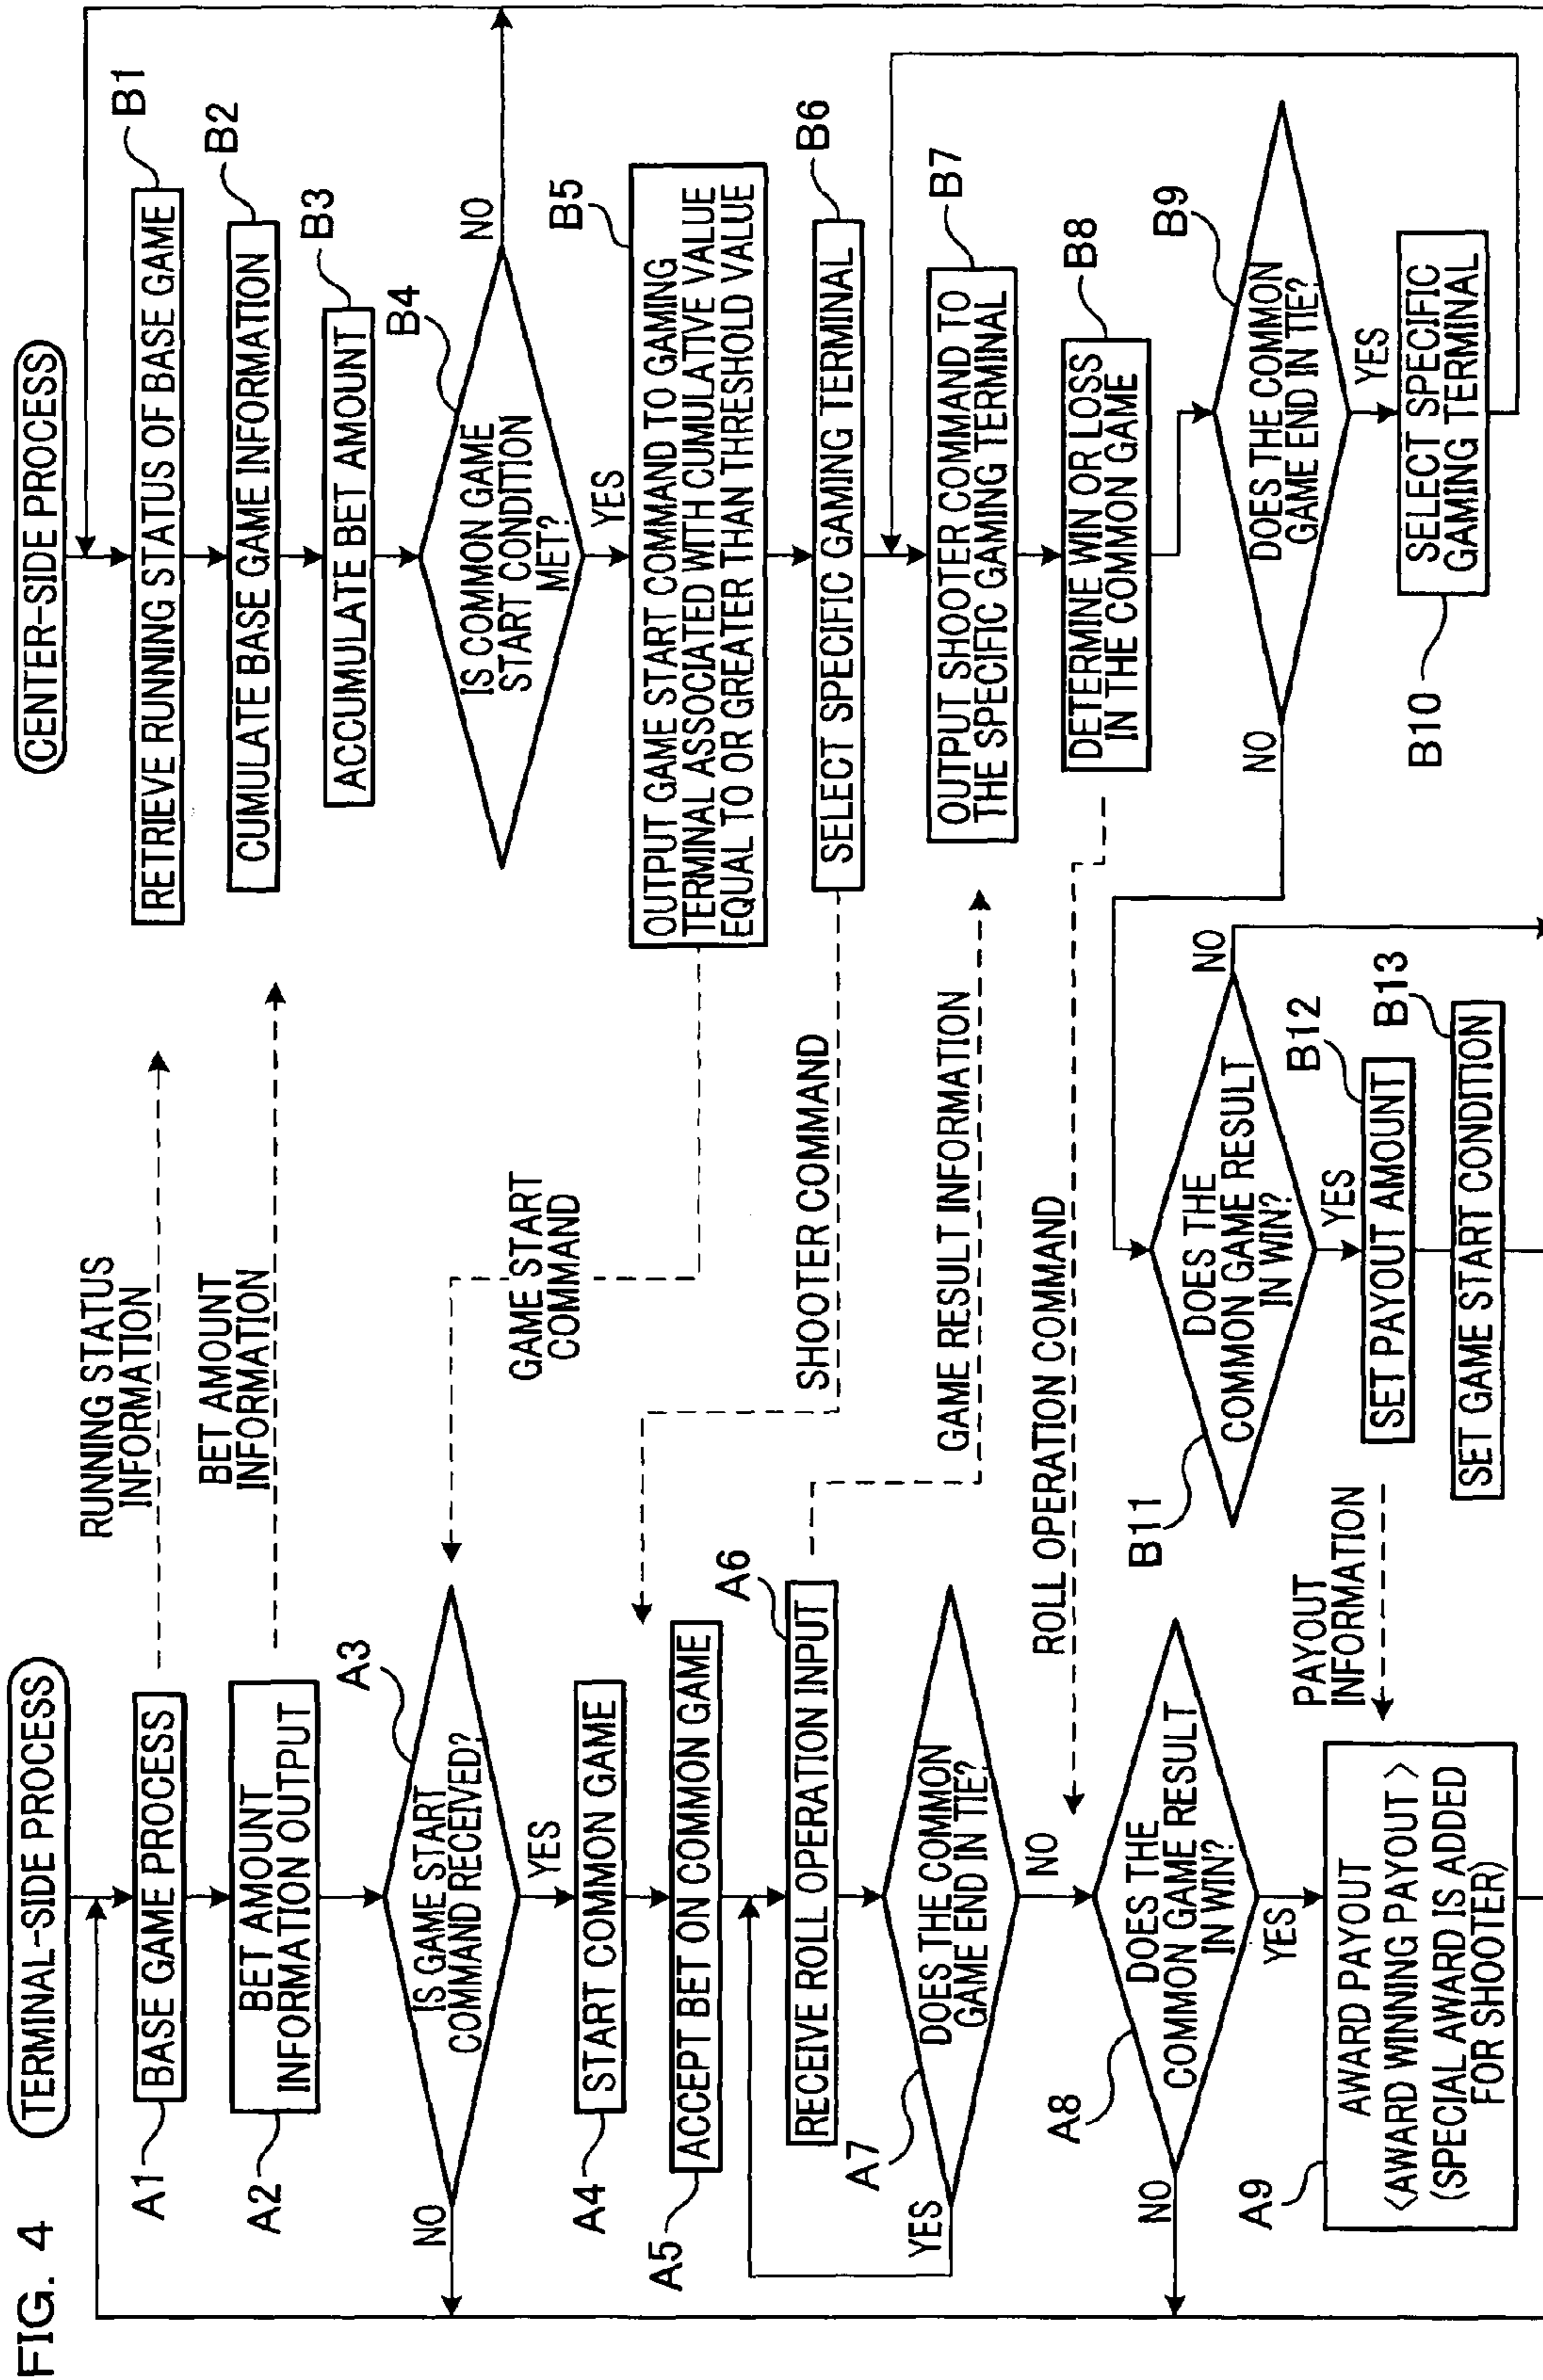 FIG. 4
TERMINAL-SIDE PROCESS
A1
BASE GAME PROCESS
A2
BET AMOUNT
INFORMATION OUTPUT
A3
IS GAME START
COMMAND RECEIVED?
NO
YES
A4
START COMMON GAME
A5
ACCEPT BET ON COMMON GAME
A6
RECEIVE ROLL OPERATION INPUT
A7
DOES THE COMMON
GAME END IN TIE?
YES
NO
A8
DOES THE
COMMON GAME RESULT
IN WIN?
NO
YES
A9
AWARD PAYOUT
<AWARD WINNING PAYOUT >
(SPECIAL AWARD IS ADDED
FOR SHOOTER)
RUNNING STATUS
INFORMATION
BET AMOUNT
INFORMATION
GAME START
COMMAND
SHOOTER COMMAND
GAME RESULT INFORMATION
ROLL OPERATION COMMAND
PAYOUT
INFORMATION
CENTER-SIDE PROCESS
B1
RETRIEVE RUNNING STATUS OF BASE GAME
B2
CUMULATE BASE GAME INFORMATION
B3
ACCUMULATE BET AMOUNT
B4
IS COMMON GAME
START CONDITION
MET?
NO
YES
B5
OUTPUT GAME START COMMAND TO GAMING
TERMINAL ASSOCIATED WITH CUMULATIVE VALUE
EQUAL TO OR GREATER THAN THRESHOLD VALUE
B6
SELECT SPECIFIC GAMING TERMINAL
B7
OUTPUT SHOOTER COMMAND TO
THE SPECIFIC GAMING TERMINAL
B8
DETERMINE WIN OR LOSS
IN THE COMMON GAME
B9
DOES THE COMMON
GAME END IN TIE?
NO
YES
B10
SELECT SPECIFIC
GAMING TERMINAL
B11
DOES THE
COMMON GAME RESULT
IN WIN?
NO
YES
B12
SET PAYOUT AMOUNT
B13
SET GAME START CONDITION